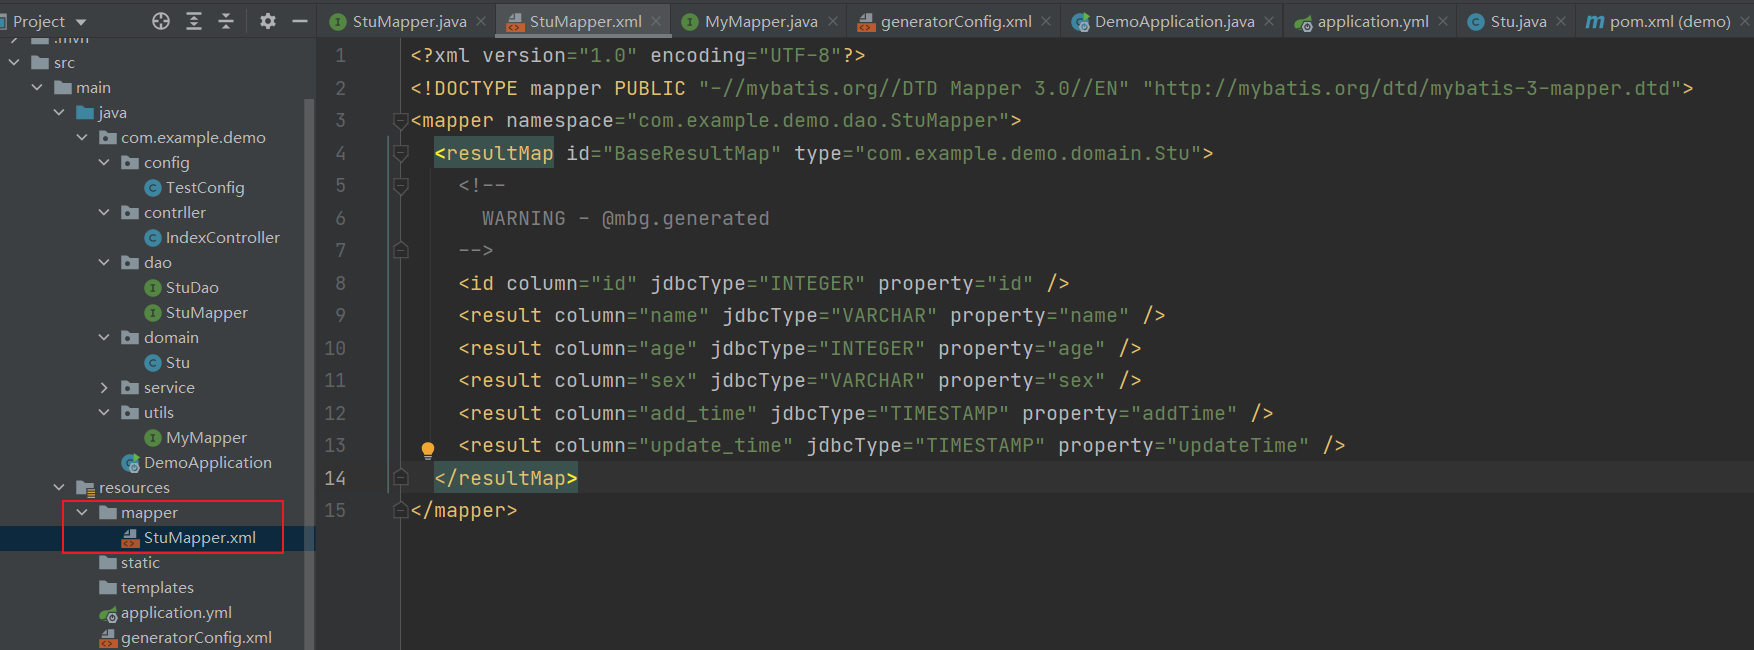 Project
StuMapper.java
StuMapper.xml
MyMapper.java
generatorConfig.xml
DemoApplication.java
application.yml
Stu.java
pom.xml (demo)
.mvn
src
main
java
com.example.demo
config
TestConfig
contrller
IndexController
dao
StuDao
StuMapper
domain
Stu
service
utils
MyMapper
DemoApplication
resources
mapper
StuMapper.xml
static
templates
application.yml
generatorConfig.xml
1 <?xml version="1.0" encoding="UTF-8"?>
2 <!DOCTYPE mapper PUBLIC "-//mybatis.org//DTD Mapper 3.0//EN" "http://mybatis.org/dtd/mybatis-3-mapper.dtd">
3 <mapper namespace="com.example.demo.dao.StuMapper">
4 <resultMap id="BaseResultMap" type="com.example.demo.domain.Stu">
5 <!--
6 WARNING - @mbg.generated
7 -->
8 <id column="id" jdbcType="INTEGER" property="id" />
9 <result column="name" jdbcType="VARCHAR" property="name" />
10 <result column="age" jdbcType="INTEGER" property="age" />
11 <result column="sex" jdbcType="VARCHAR" property="sex" />
12 <result column="add_time" jdbcType="TIMESTAMP" property="addTime" />
13 <result column="update_time" jdbcType="TIMESTAMP" property="updateTime" />
14 </resultMap>
15 </mapper>